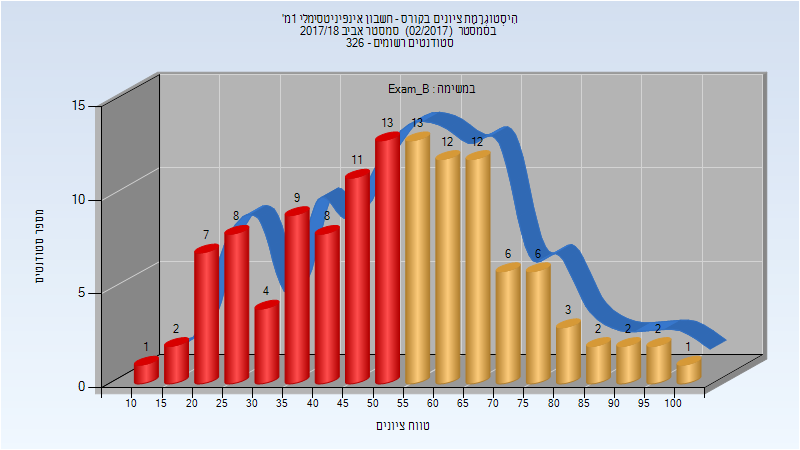 היסטוגרמת ציונים בקורס - חשבון אינפיניטסימלי 1מ'
בסמסטר (02/2017) סמסטר אביב 2017/18
סטודנטים רשומים - 326
במשימה : Exam_B
מספר סטודנטים
15
10
5
0
1 2 7 8 4 9 8 11 13 13 12 12 6 6 3 2 2 2 1
10 15 20 25 30 35 40 45 50 55 60 65 70 75 80 85 90 95 100
טווח ציונים